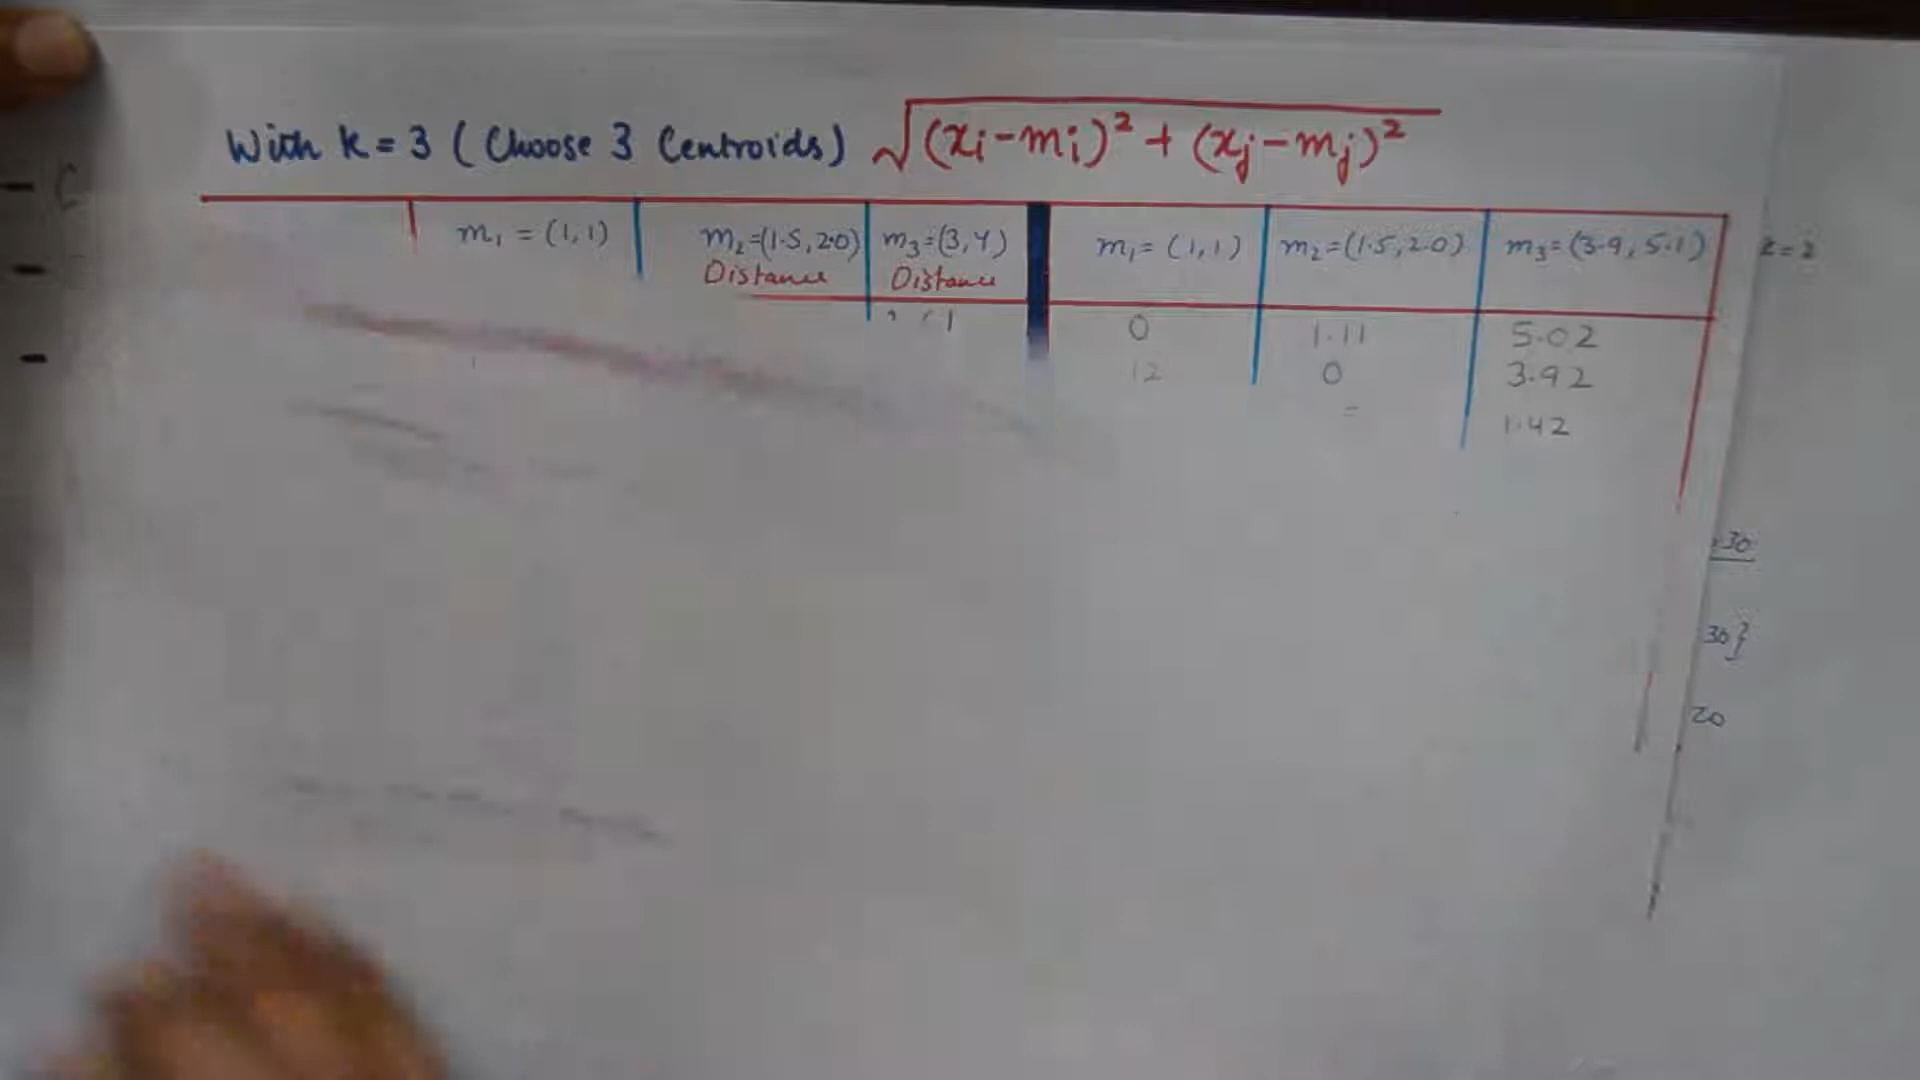 With K = 3 ( Choose 3 Centroids) √(xi - mi)² + (xj - mj)²
m₁ = (1,1) m₂=(1.5,2.0) m₃=(3,4) m₁= (1,1) m₂=(1.5,2.0) m₃=(3.9, 5.1)
Distance Distance
0 1.11 5.02
12 0 3.92
1.42
30
30}
20